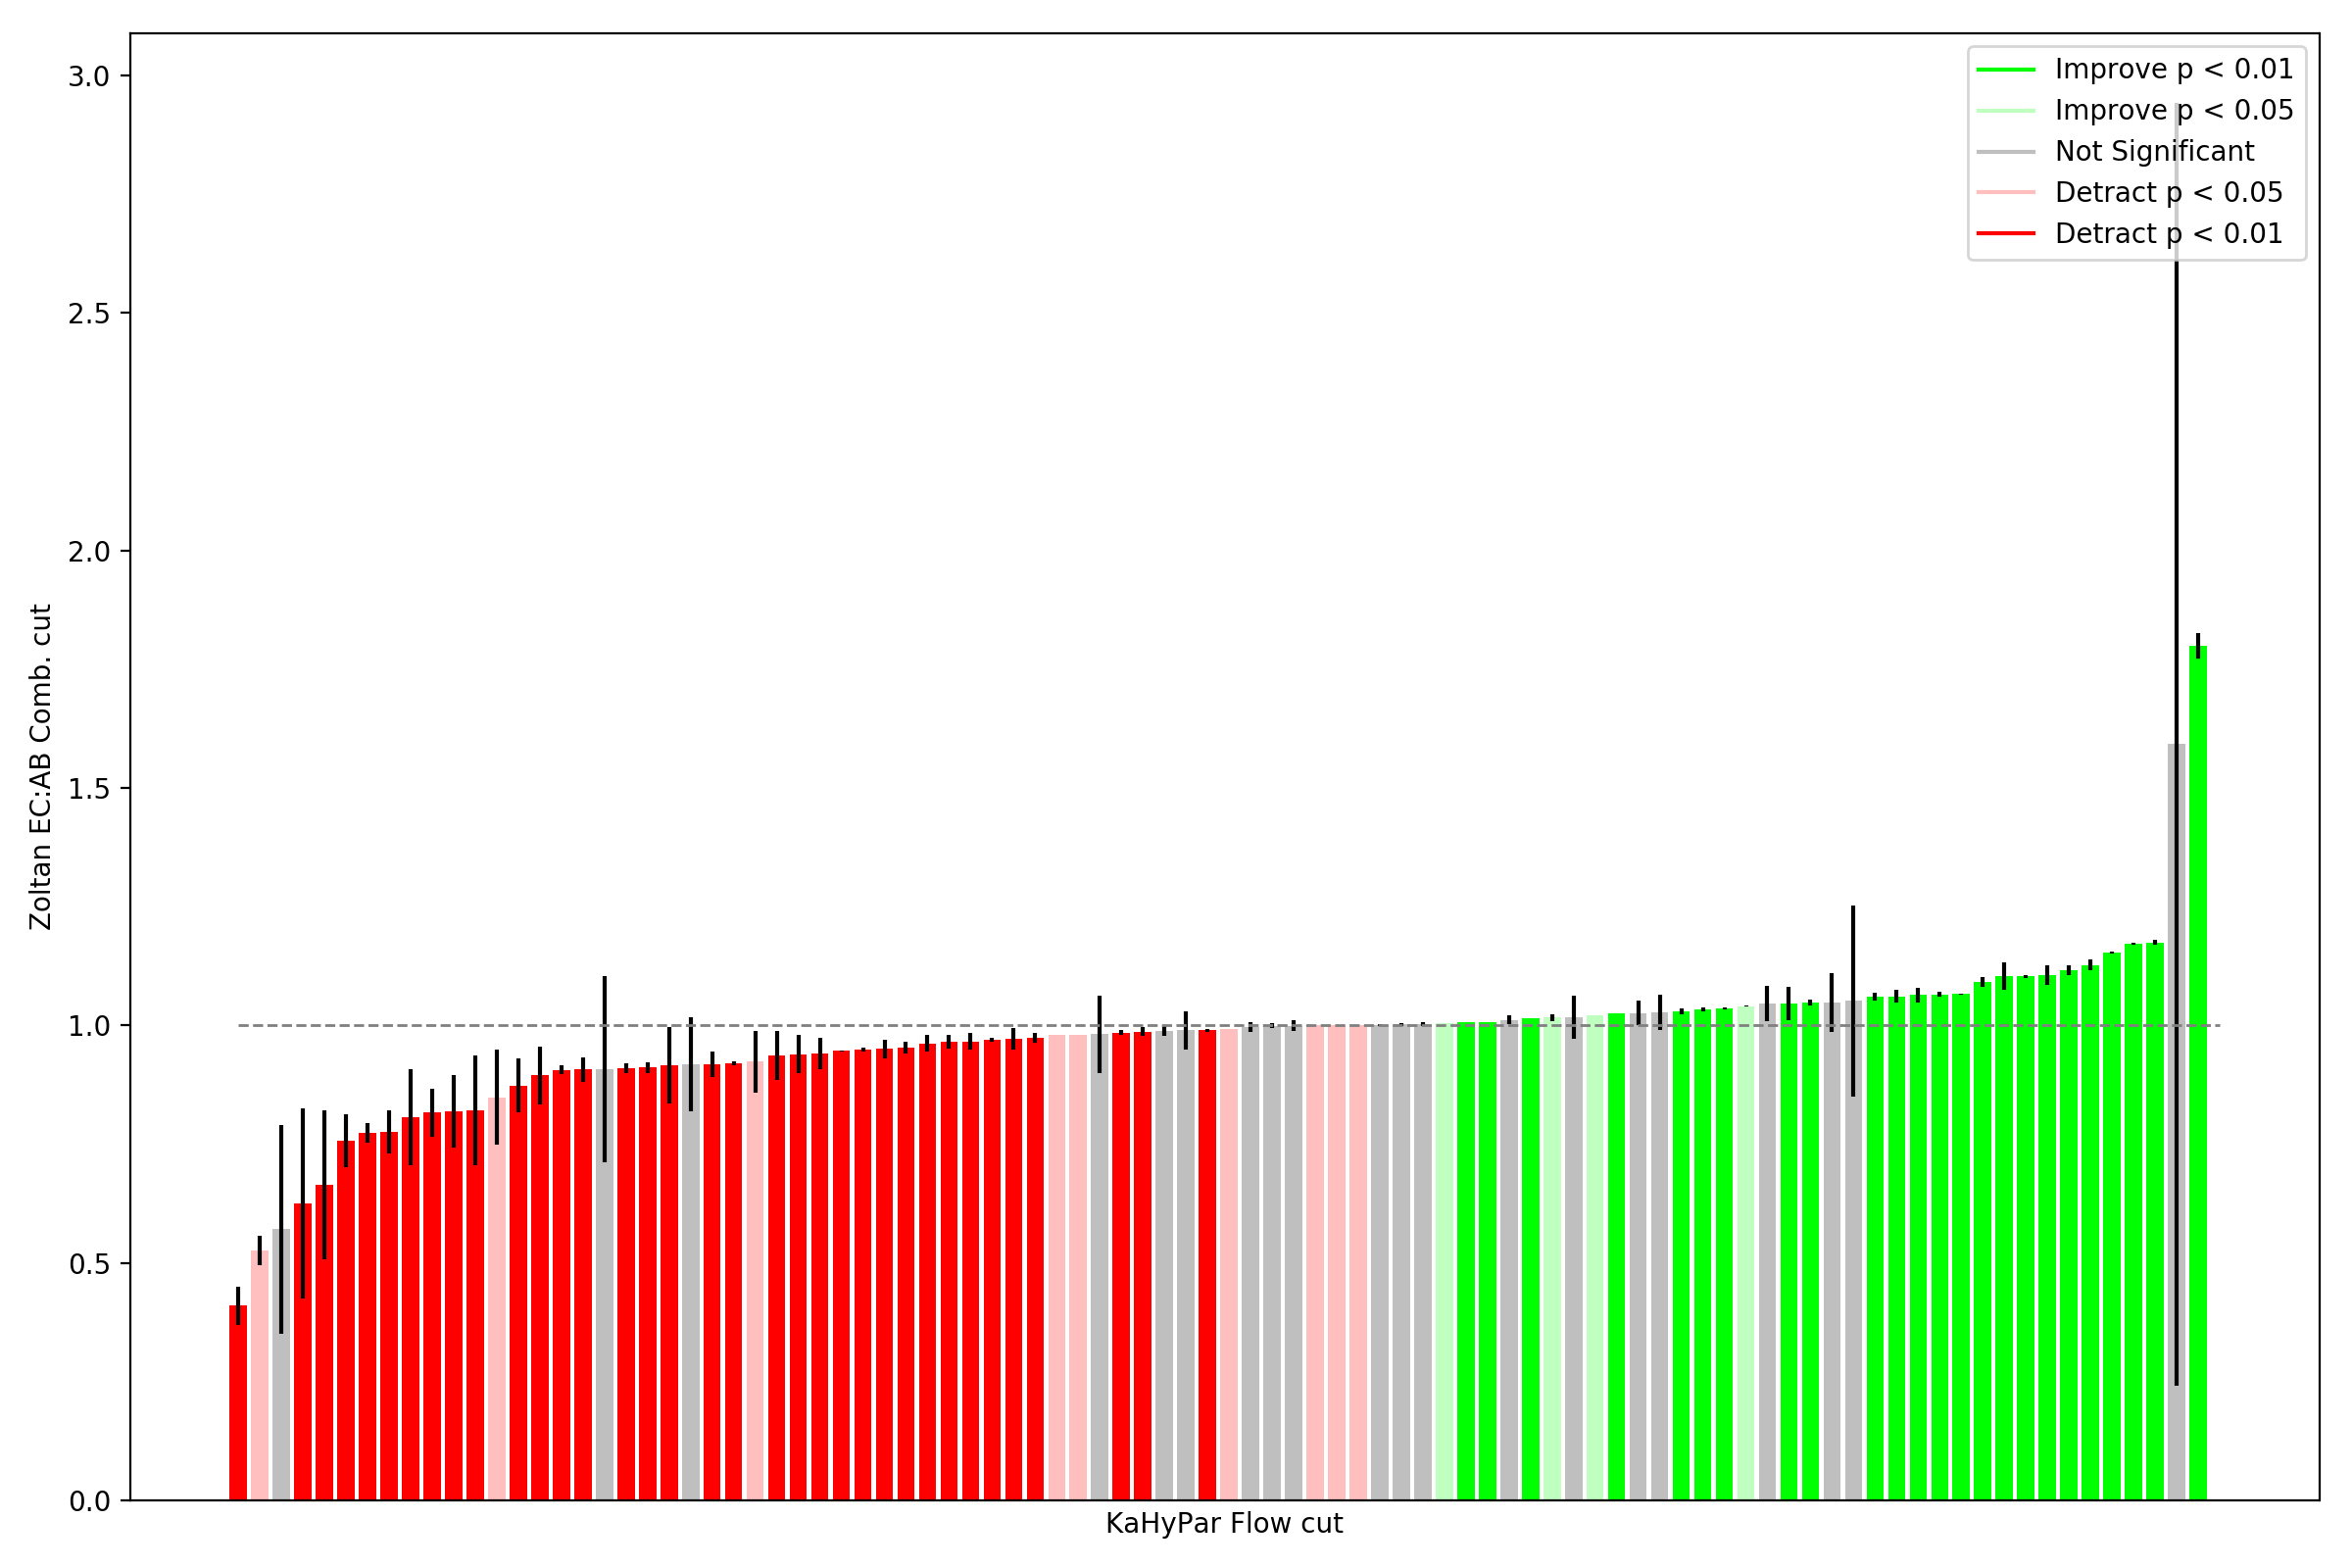 3.0
2.5
2.0
1.5
1.0
0.5
0.0
Zoltan EC:AB Comb. cut
KaHyPar Flow cut
Improve p < 0.01
Improve p < 0.05
Not Significant
Detract p < 0.05
Detract p < 0.01